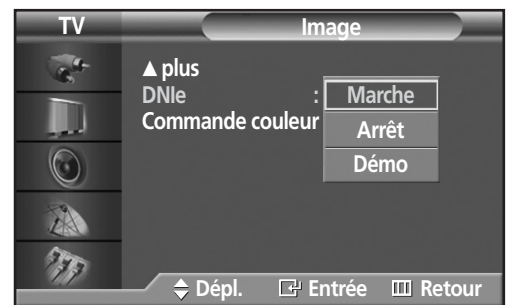 TV Image
▲ plus
DNIe : Marche
Commande couleur Arrêt
Démo
Dépl. Entrée Retour